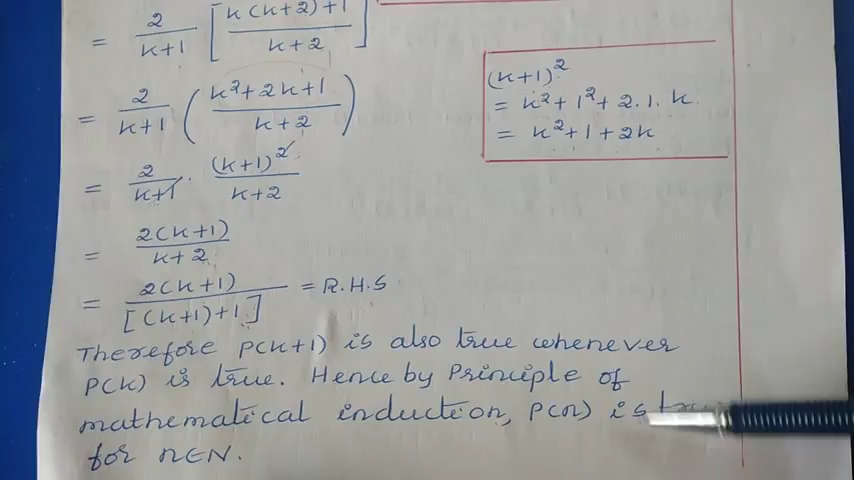 = 2/(k+1) [ (k(k+2)+1)/(k+2) ]
= 2/(k+1) ( (k²+2k+1)/(k+2) )
= 2/(k+1) · (k+1)²/(k+2)
= 2(k+1)/(k+2)
= 2(k+1)/[(k+1)+1] = R.H.S
Therefore P(k+1) is also true whenever
P(k) is true. Hence by Principle of
mathematical induction, P(n) is
for n∈N.
(k+1)²
= k²+1²+2.1.k
= k²+1+2k